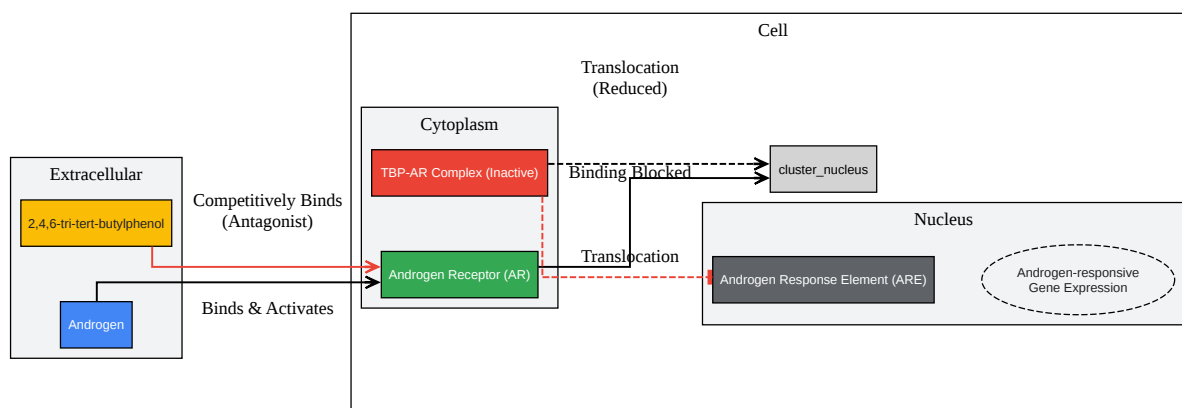 Cell
Translocation
(Reduced)
Cytoplasm
TBP-AR Complex (Inactive)
Binding Blocked
cluster_nucleus
Extracellular
2,4,6-tri-tert-butylphenol
Competitively Binds
(Antagonist)
Nucleus
Androgen Receptor (AR)
Translocation
Androgen Response Element (ARE)
Androgen-responsive
Gene Expression
Androgen
Binds & Activates